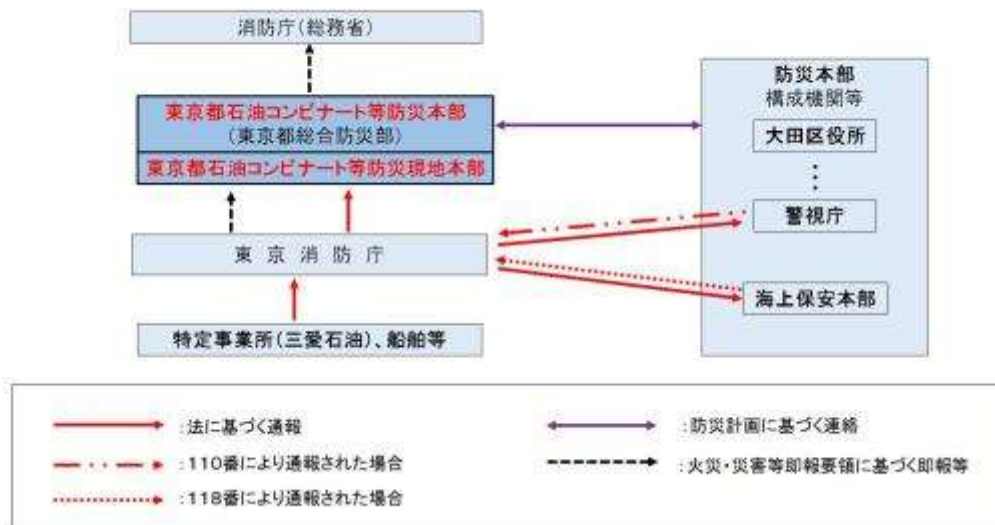 消防庁(総務省)
東京都石油コンビナート等防災本部
(東京都総合防災部)
東京都石油コンビナート等防災現地本部
東京消防庁
特定事業所(三愛石油)、船舶等
防災本部
構成機関等
大田区役所
⋮
警視庁
海上保安本部
:法に基づく通報
:110番により通報された場合
:118番により通報された場合
:防災計画に基づく連絡
:火災・災害等即報要領に基づく即報等